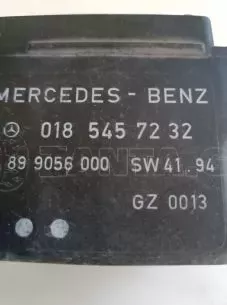 MERCEDES - BENZ
018 545 72 32
89 9056 000 SW 41 . 94
GZ 0013